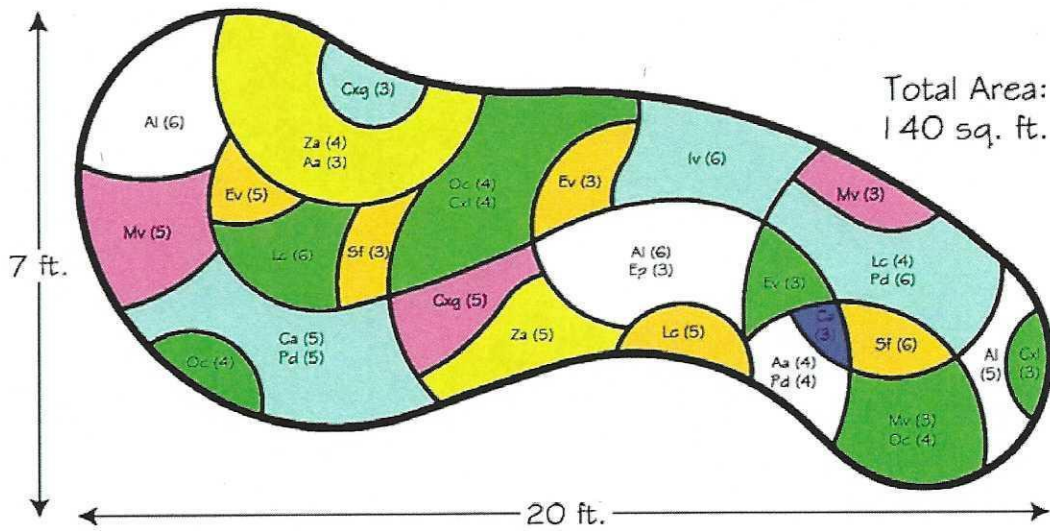 Total Area:
140 sq. ft.
7 ft.
20 ft.
Al (6)
Cxg (3)
Za (4)
Aa (3)
Ev (5)
Mv (5)
Lc (6)
Sf (3)
Oc (4)
Cxl (4)
Ev (3)
Iv (6)
Mv (3)
Al (6)
Ep (3)
Lc (4)
Pd (6)
Ev (3)
Cxg (5)
Ca (5)
Pd (5)
Oc (4)
Za (5)
Lc (5)
(3)
Sf (6)
Aa (4)
Pd (4)
Al
(5)
Cxl
(3)
Mv (3)
Oc (4)